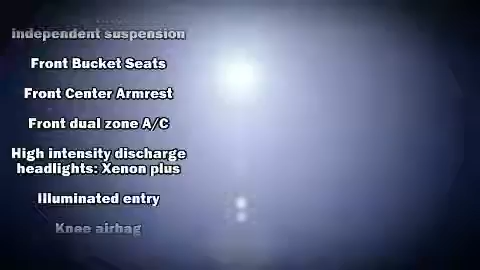 independent suspension
Front Bucket Seats
Front Center Armrest
Front dual zone A/C
High intensity discharge
headlights: Xenon plus
Illuminated entry
Knee airbag